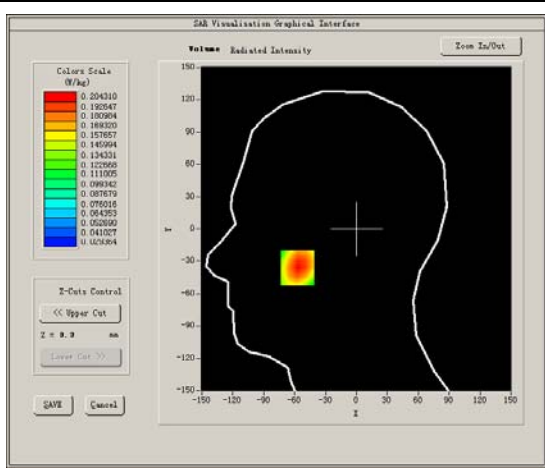 SAR Visualisation Graphical Interface
Volume Radiated Intensity
Zoom In/Out
Colors Scale
(W/kg)
0.204310
0.192647
0.180984
0.169320
0.157657
0.145994
0.134331
0.122668
0.111005
0.099342
0.087679
0.076016
0.064353
0.052690
0.041027
Z-Cuts Control
<< Upper Cut
Z = 0.0 mm
Lower Cut >>
SAVE
Cancel
150
120
90
60
30
0
-30
-60
-90
-120
-150
Y
-150 -120 -90 -60 -30 0 30 60 90 120 150
X